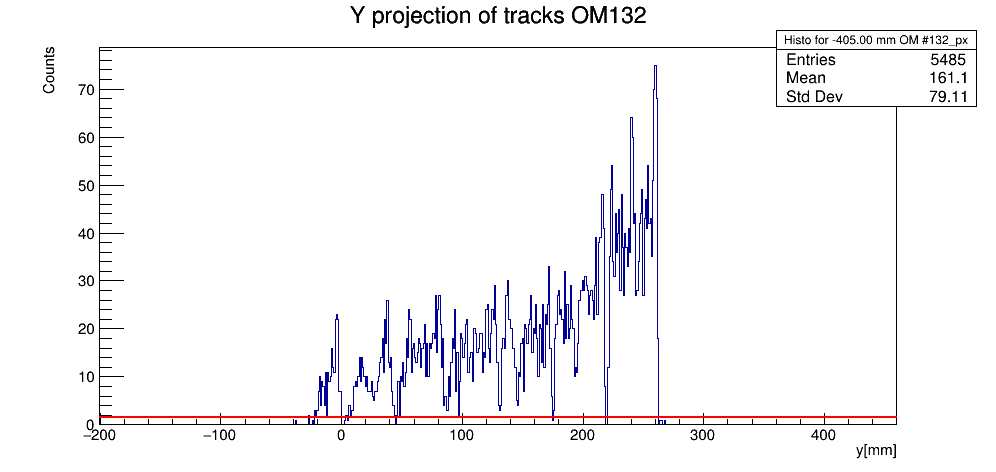 Y projection of tracks OM132
Histo for -405.00 mm OM #132_px
Entries 5485
Mean 161.1
Std Dev 79.11
Counts
70
60
50
40
30
20
10
0
−200 −100 0 100 200 300 400
y[mm]